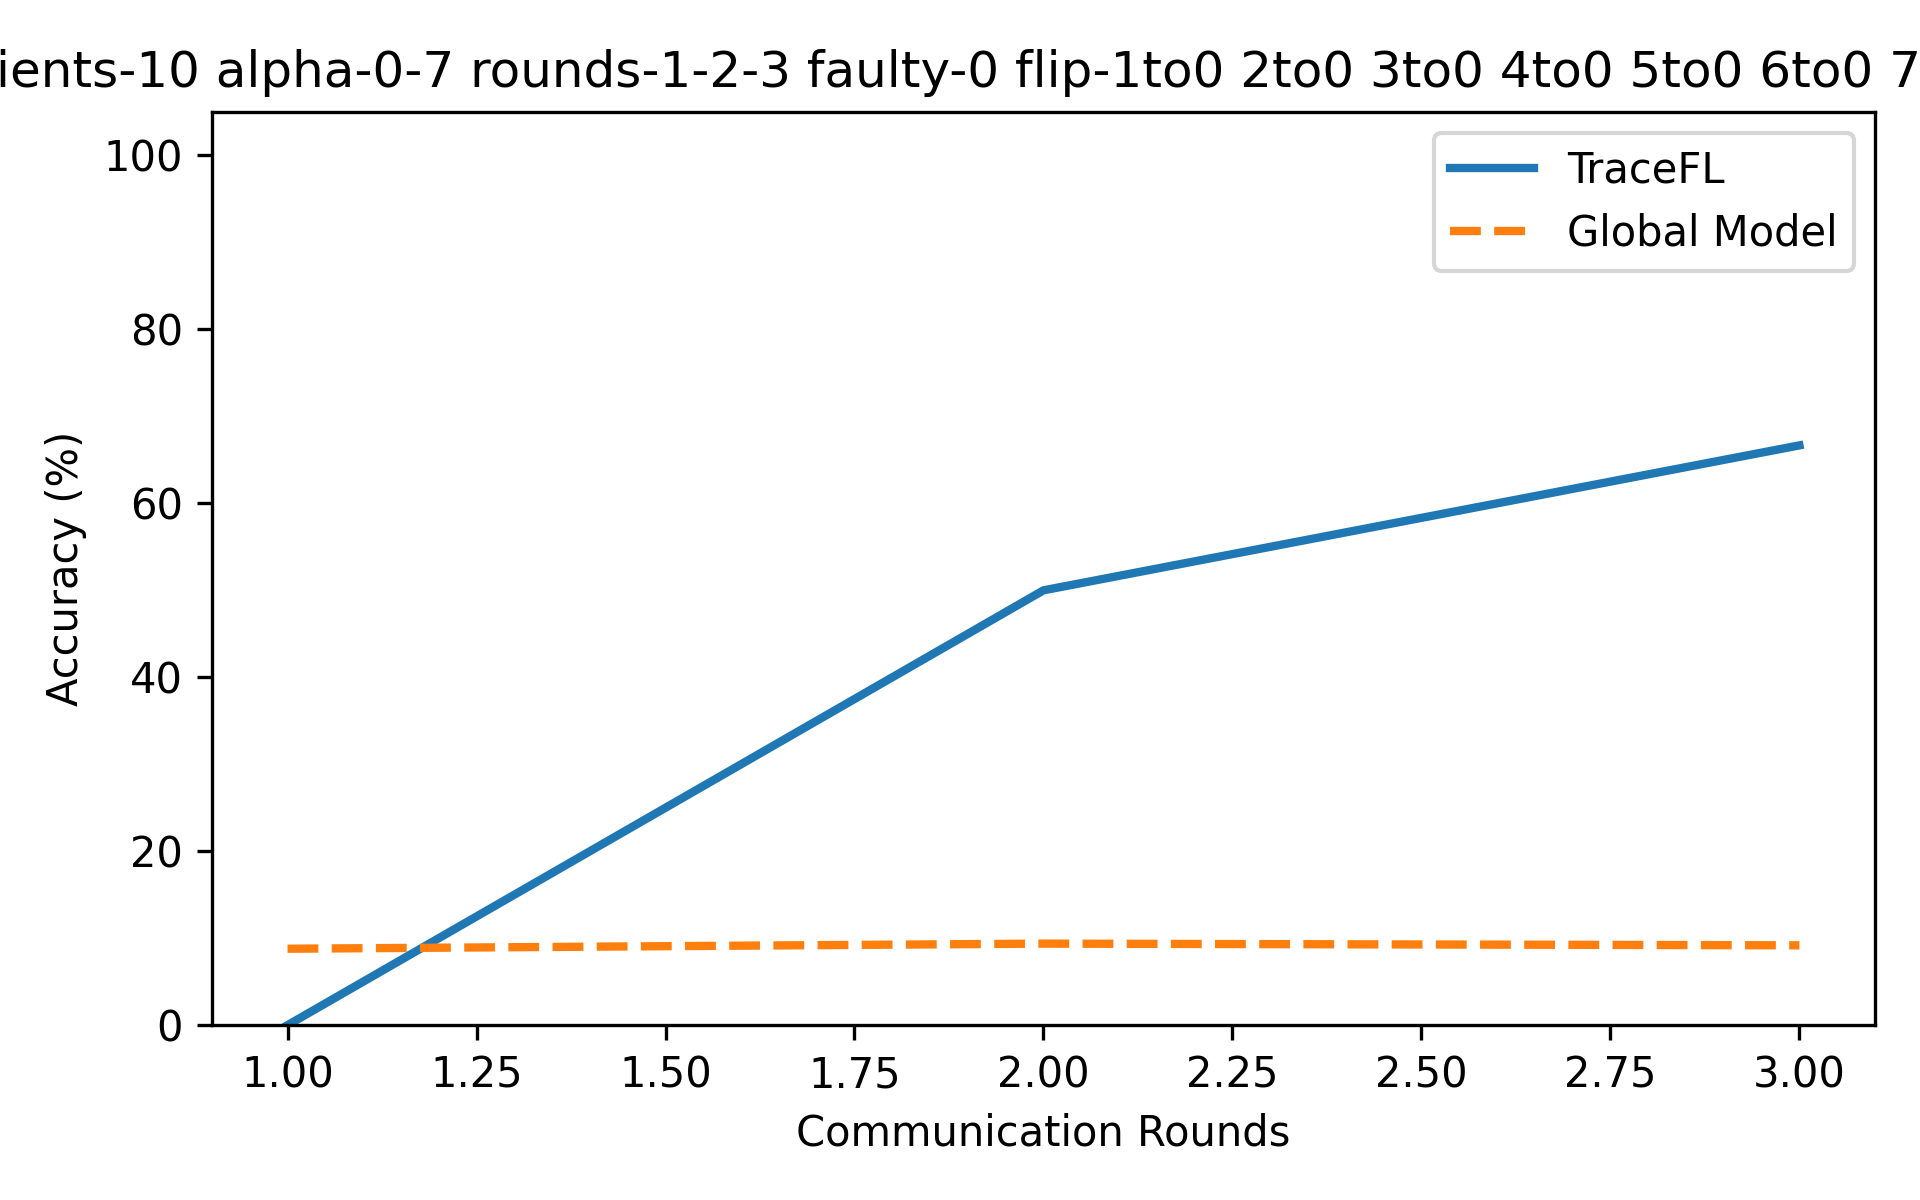 ients-10 alpha-0-7 rounds-1-2-3 faulty-0 flip-1to0 2to0 3to0 4to0 5to0 6to0 7
TraceFL
Global Model
Accuracy (%)
100
80
60
40
20
0
1.00 1.25 1.50 1.75 2.00 2.25 2.50 2.75 3.00
Communication Rounds